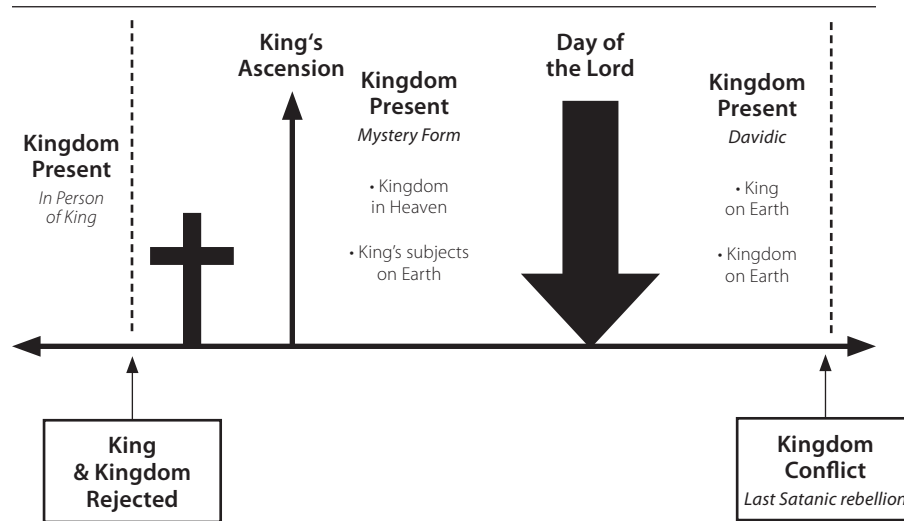 Kingdom
Present
In Person
of King
King‘s
Ascension
Kingdom
Present
Mystery Form
• Kingdom
in Heaven
• King’s subjects
on Earth
Day of
the Lord
Kingdom
Present
Davidic
• King
on Earth
• Kingdom
on Earth
King
& Kingdom
Rejected
Kingdom
Conflict
Last Satanic rebellion